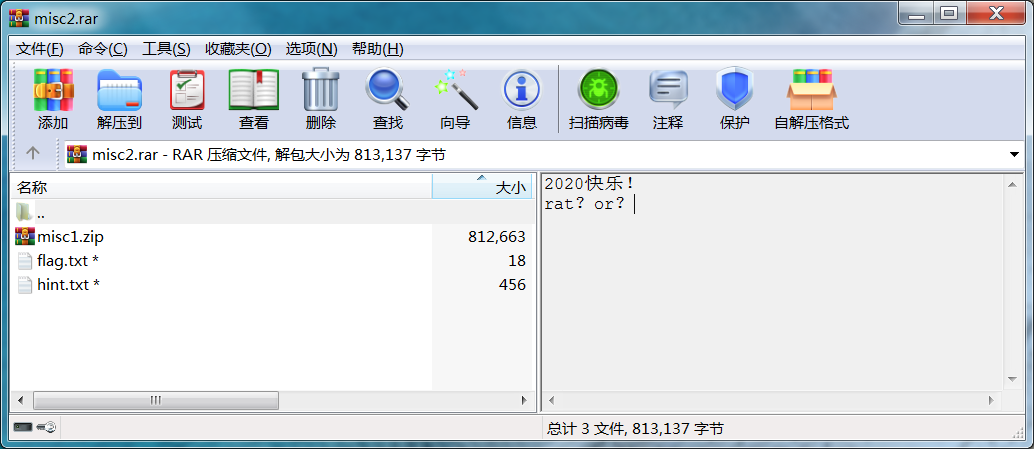 misc2.rar
文件(F) 命令(C) 工具(S) 收藏夹(O) 选项(N) 帮助(H)
添加 解压到 测试 查看 删除 查找 向导 信息 扫描病毒 注释 保护 自解压格式
misc2.rar - RAR 压缩文件, 解包大小为 813,137 字节
名称 大小
..
misc1.zip 812,663
flag.txt * 18
hint.txt * 456
2020快乐!
rat? or?
总计 3 文件, 813,137 字节